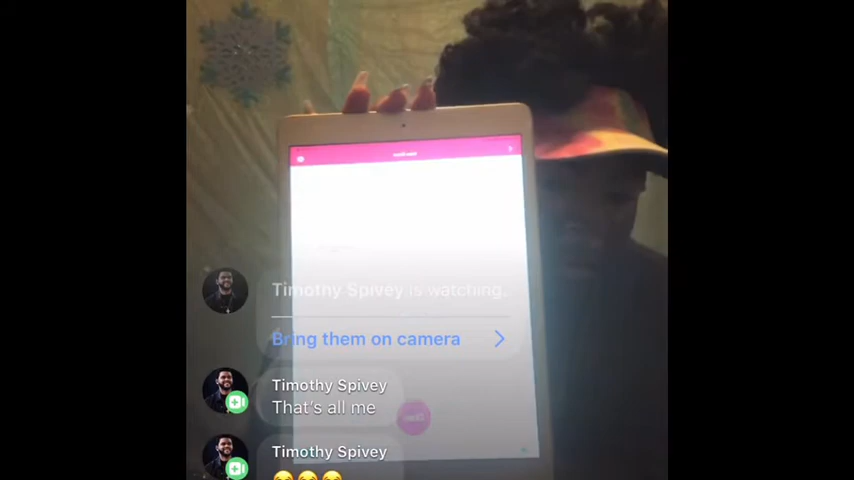 Timothy Spivey is watching.
Bring them on camera
Timothy Spivey
That's all me
Timothy Spivey
😂😂😂